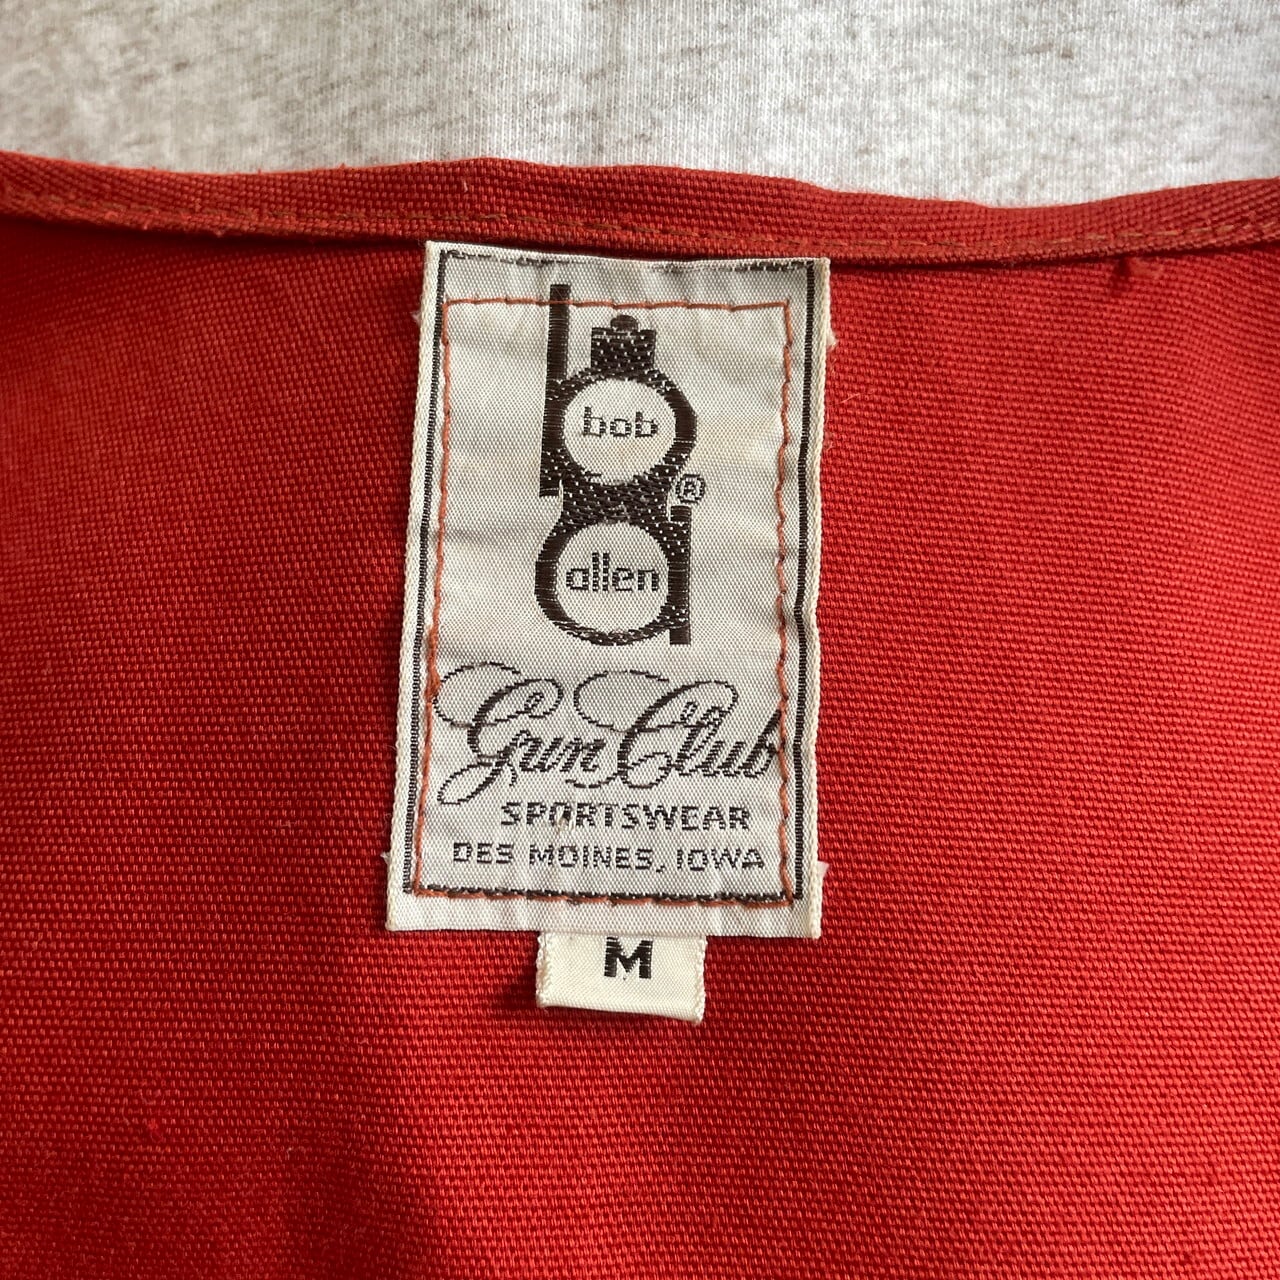 bob
®
allen
Gun Club
SPORTSWEAR
DES MOINES, IOWA
M